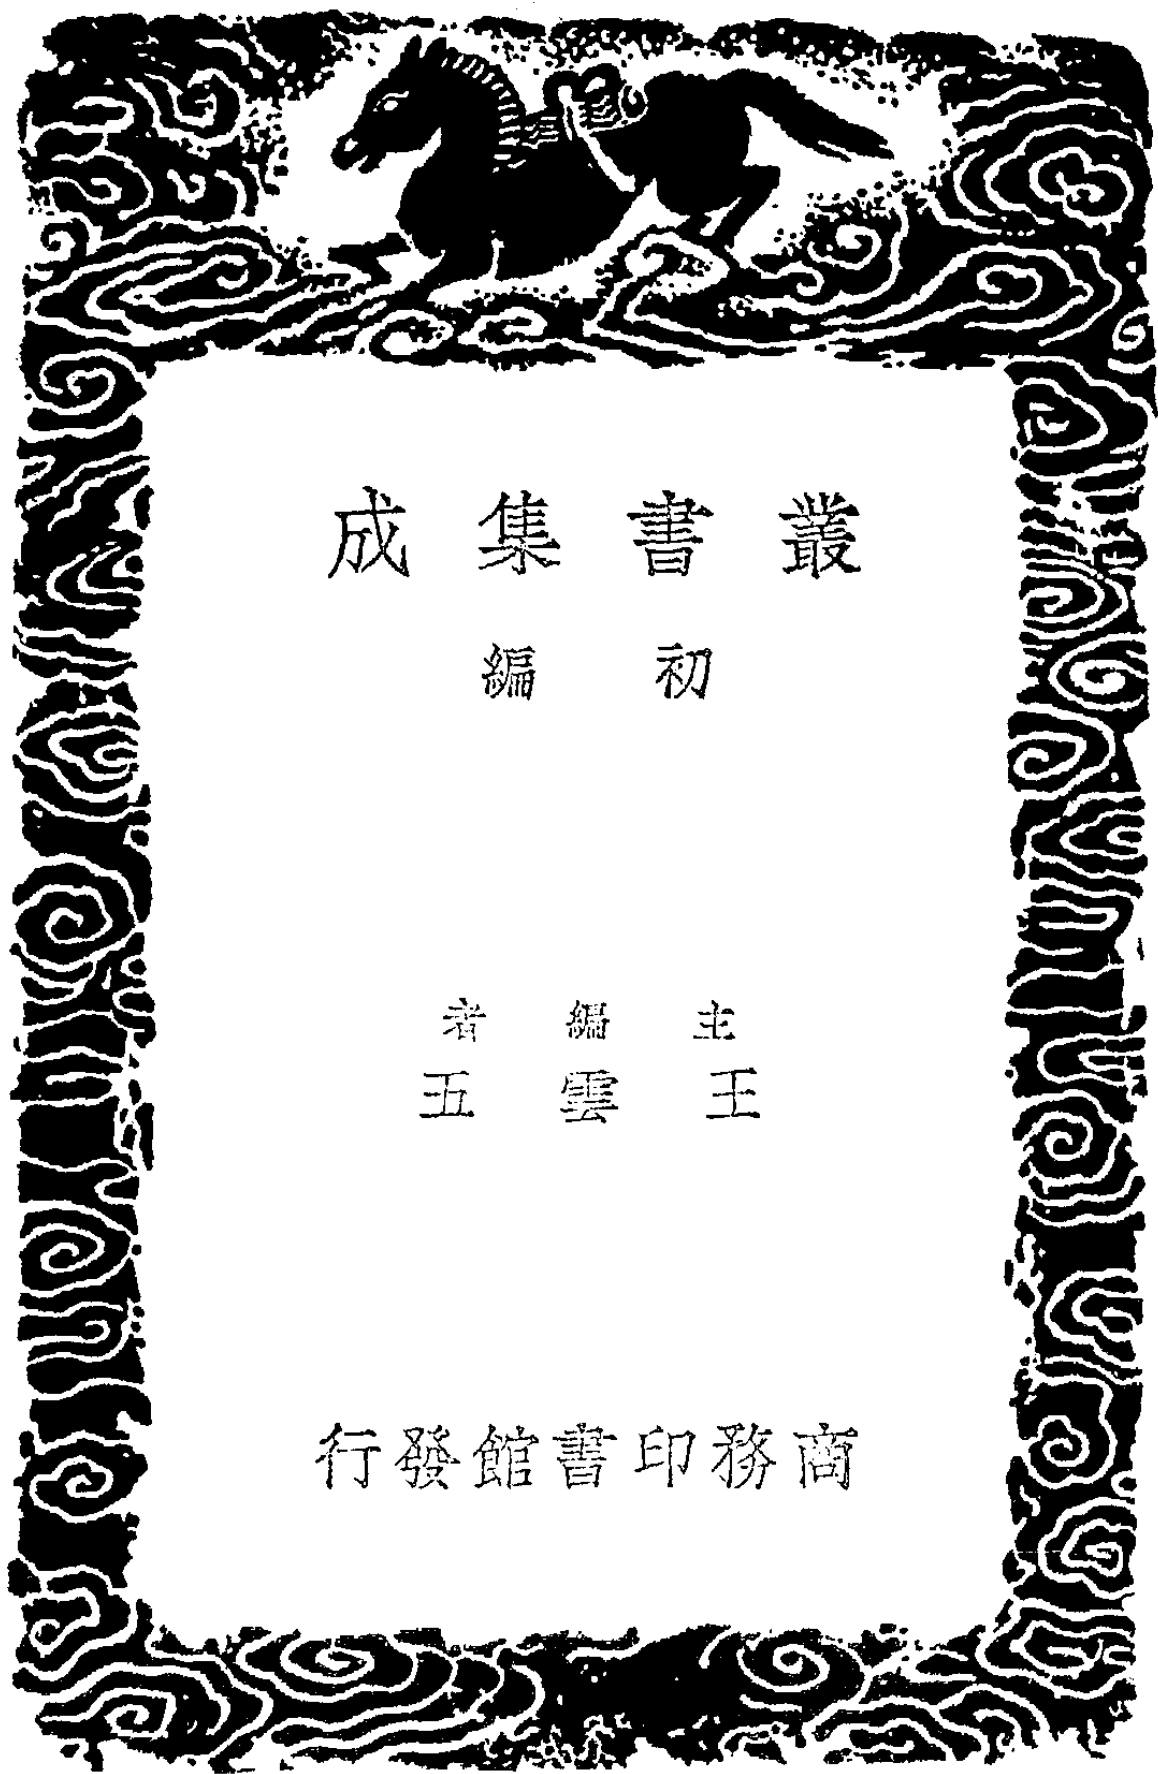 叢書集成
初編
主編者
王雲五
商務印書館發行